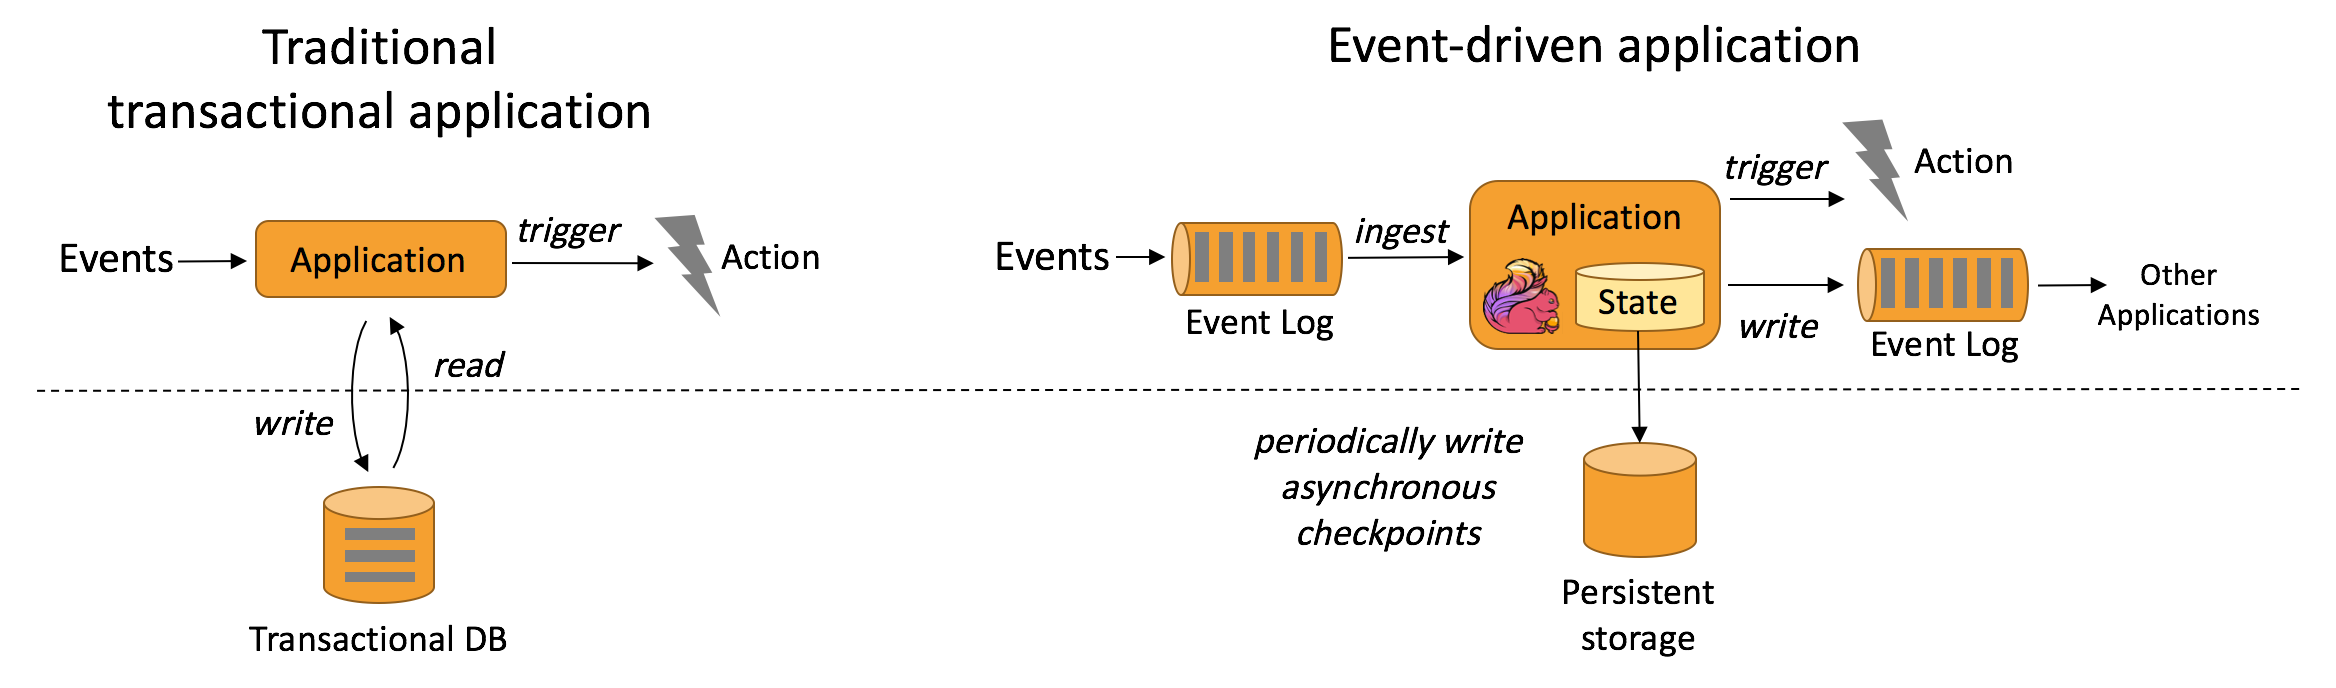 Traditional
transactional application
Events
Application
trigger
Action
read
write
Transactional DB
Event-driven application
Events
Event Log
ingest
Application
State
trigger
Action
write
Event Log
Other
Applications
periodically write
asynchronous
checkpoints
Persistent
storage